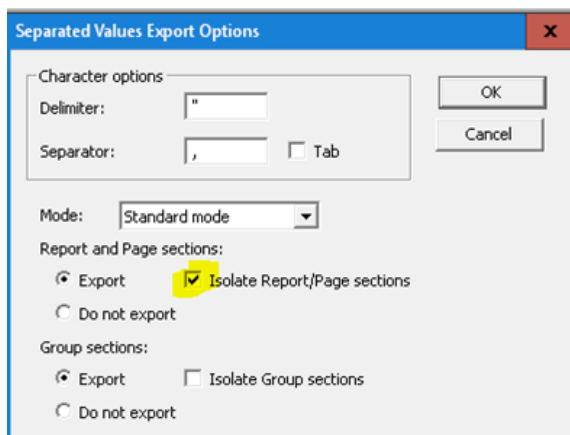 Separated Values Export Options
x
Character options
Delimiter: "
OK
Separator: , Tab
Cancel
Mode: Standard mode
Report and Page sections:
Export Isolate Report/Page sections
Do not export
Group sections:
Export Isolate Group sections
Do not export